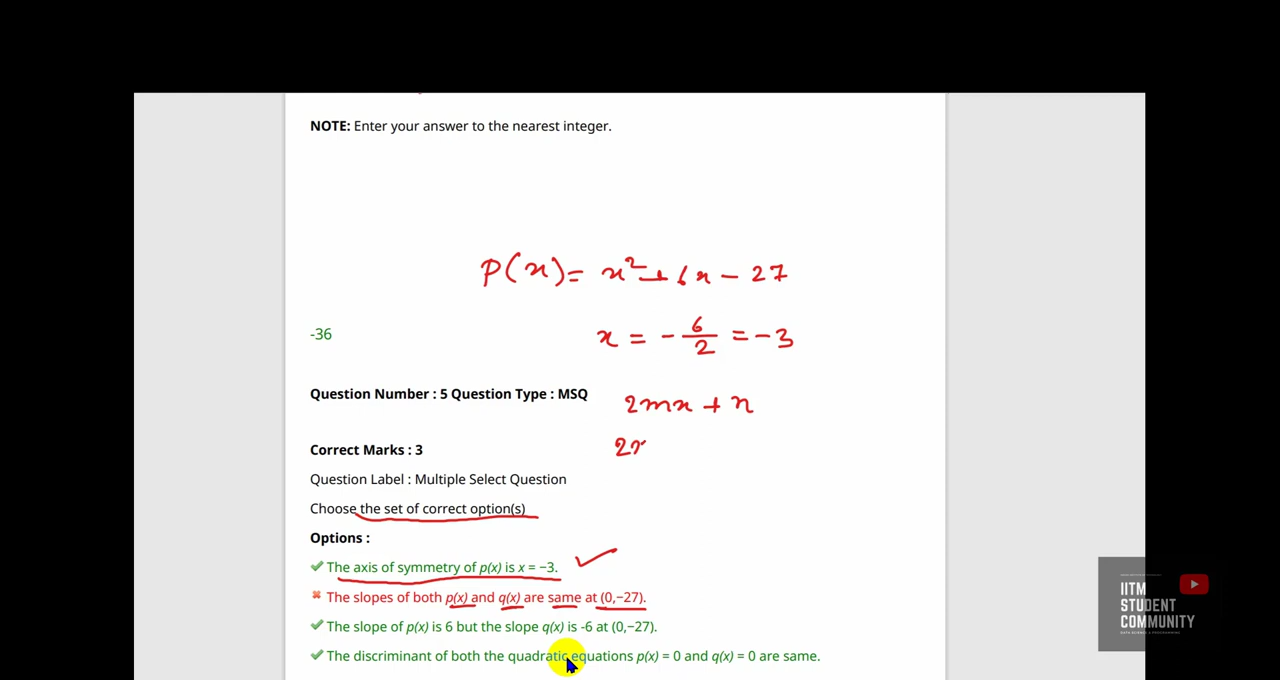 NOTE: Enter your answer to the nearest integer.
P(x) = x² + 6x - 27
-36
x = - 6/2 = - 3
Question Number : 5 Question Type : MSQ
2mx + n
2x
Correct Marks : 3
Question Label : Multiple Select Question
Choose the set of correct option(s)
Options :
The axis of symmetry of p(x) is x = −3.
The slopes of both p(x) and q(x) are same at (0,−27).
The slope of p(x) is 6 but the slope q(x) is -6 at (0,−27).
The discriminant of both the quadratic equations p(x) = 0 and q(x) = 0 are same.
IITM
STUDENT
COMMUNITY